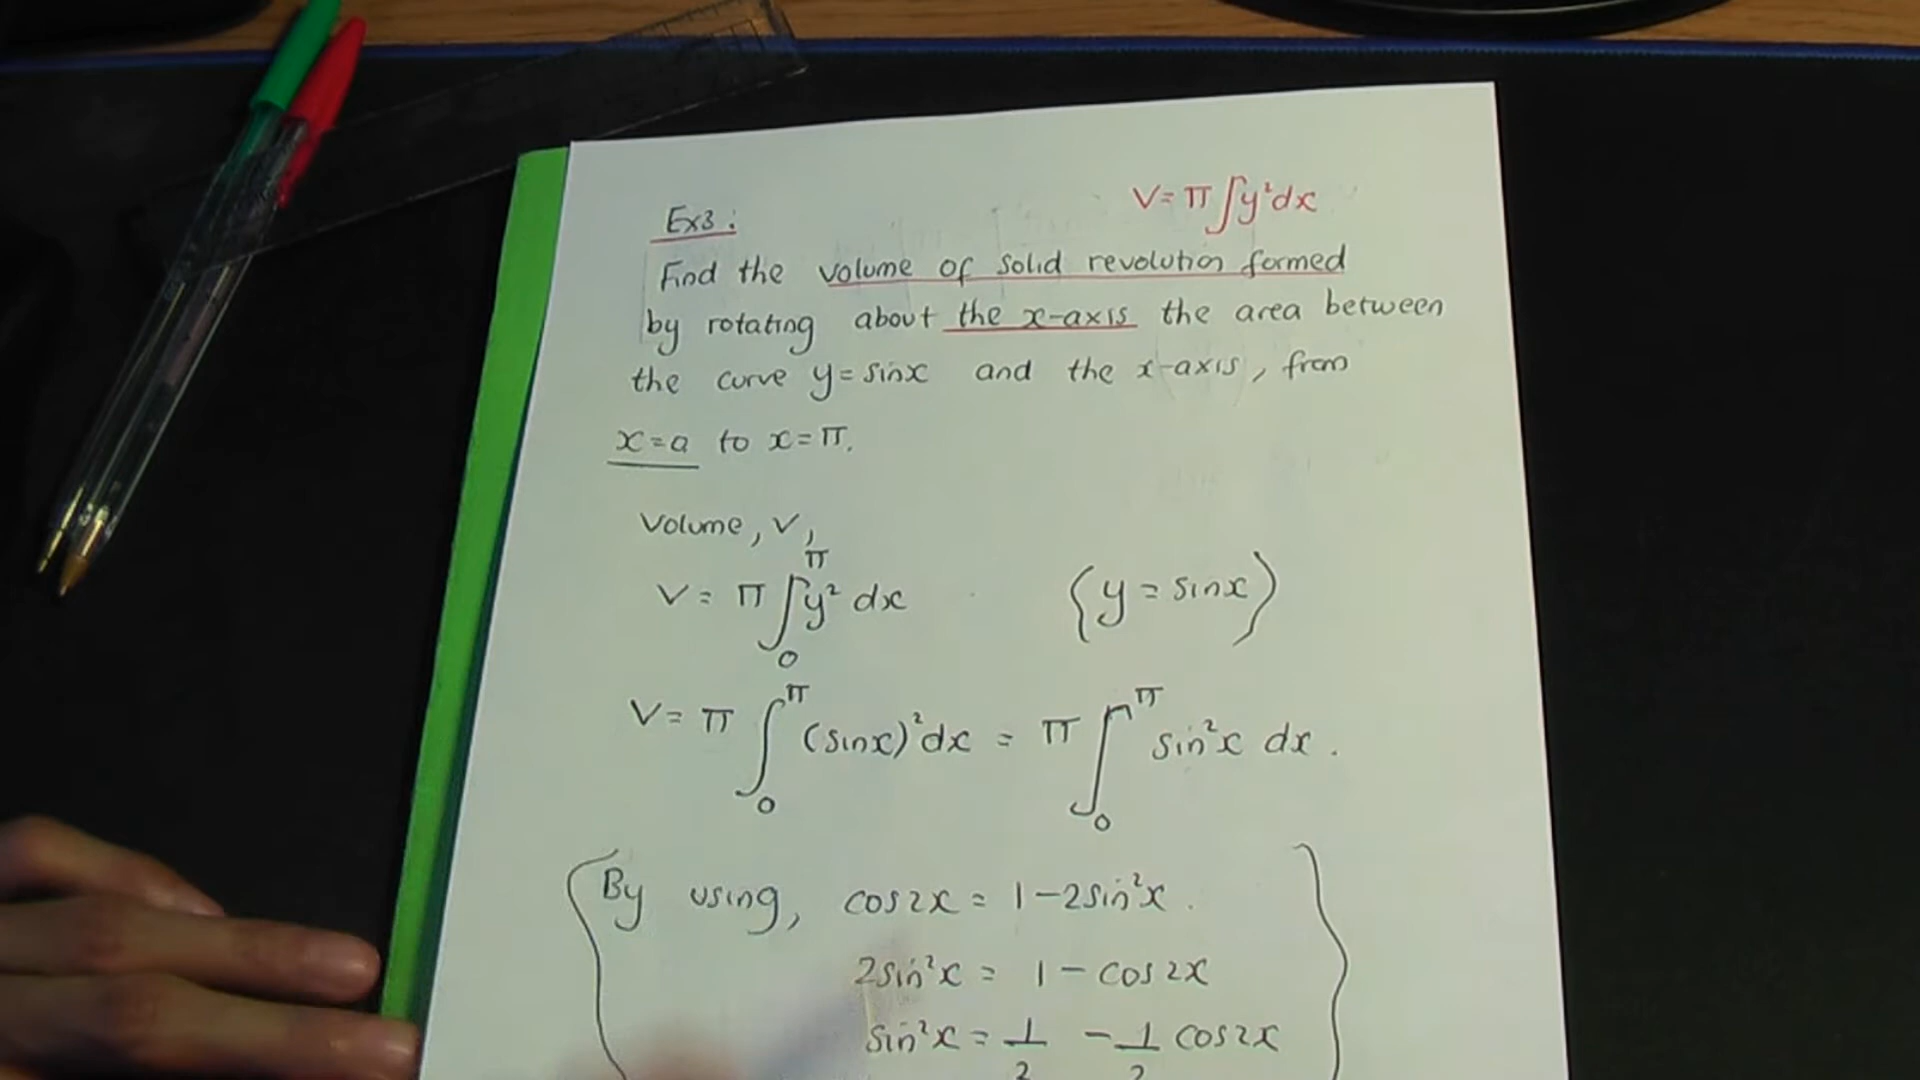 Ex3:
V = π∫y²dx
Find the volume of solid revolution formed
by rotating about the x-axis the area between
the curve y = sinx and the x-axis, from
x = a to x = π.
Volume, V,
V = π ∫₀^π y² dx (y = sinx)
V = π ∫₀^π (sinx)² dx = π ∫₀^π sin²x dx.
By using, cos2x = 1 - 2sin²x.
2sin²x = 1 - cos2x
sin²x = 1/2 - 1/2 cos2x